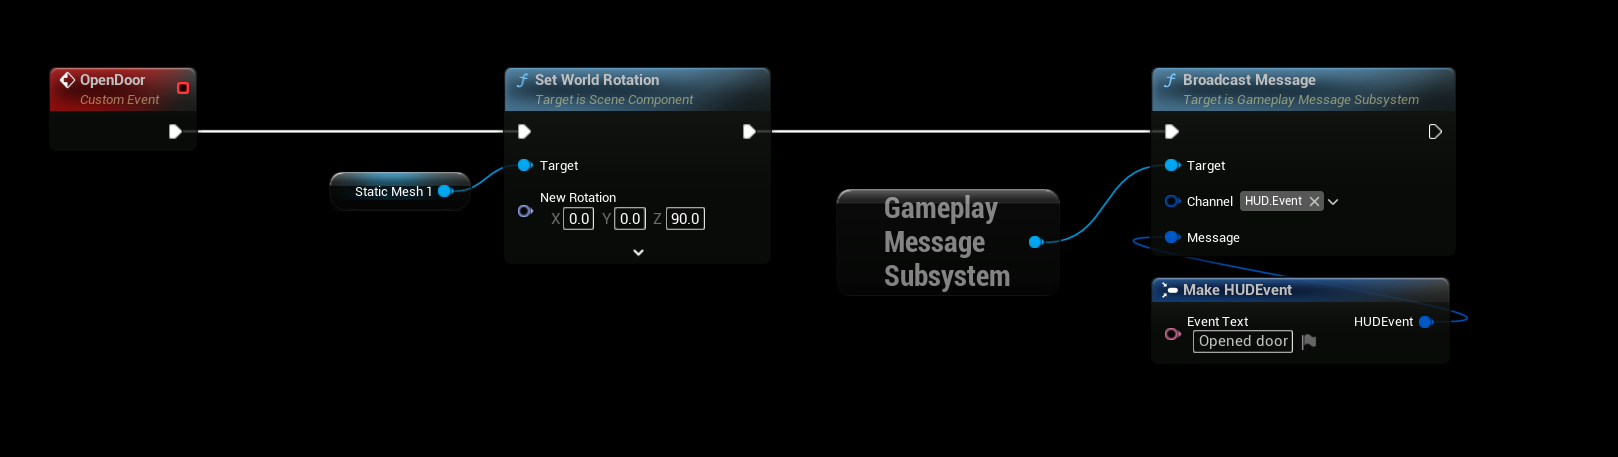 OpenDoor
Custom Event
Set World Rotation
Target is Scene Component
Target
New Rotation
X 0.0 Y 0.0 Z 90.0
Static Mesh 1
Gameplay
Message
Subsystem
Broadcast Message
Target is Gameplay Message Subsystem
Target
Channel HUD.Event
Message
Make HUDEvent
Event Text HUDEvent
Opened door